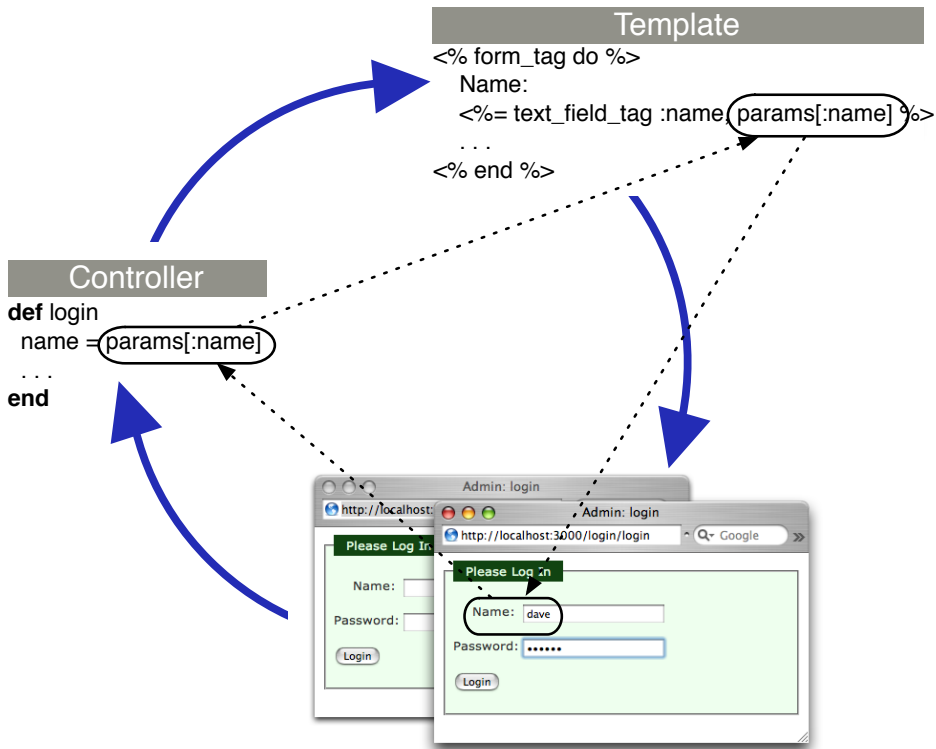 Template
<% form_tag do %>
Name:
<%= text_field_tag :name, params[:name] %>
. . .
<% end %>
Controller
def login
name = params[:name]
. . .
end
Admin: login
http://localhost:
Please Log In
Name:
Password:
Login
Admin: login
http://localhost:3000/login/login
Google
Please Log In
Name: dave
Password: ••••••
Login